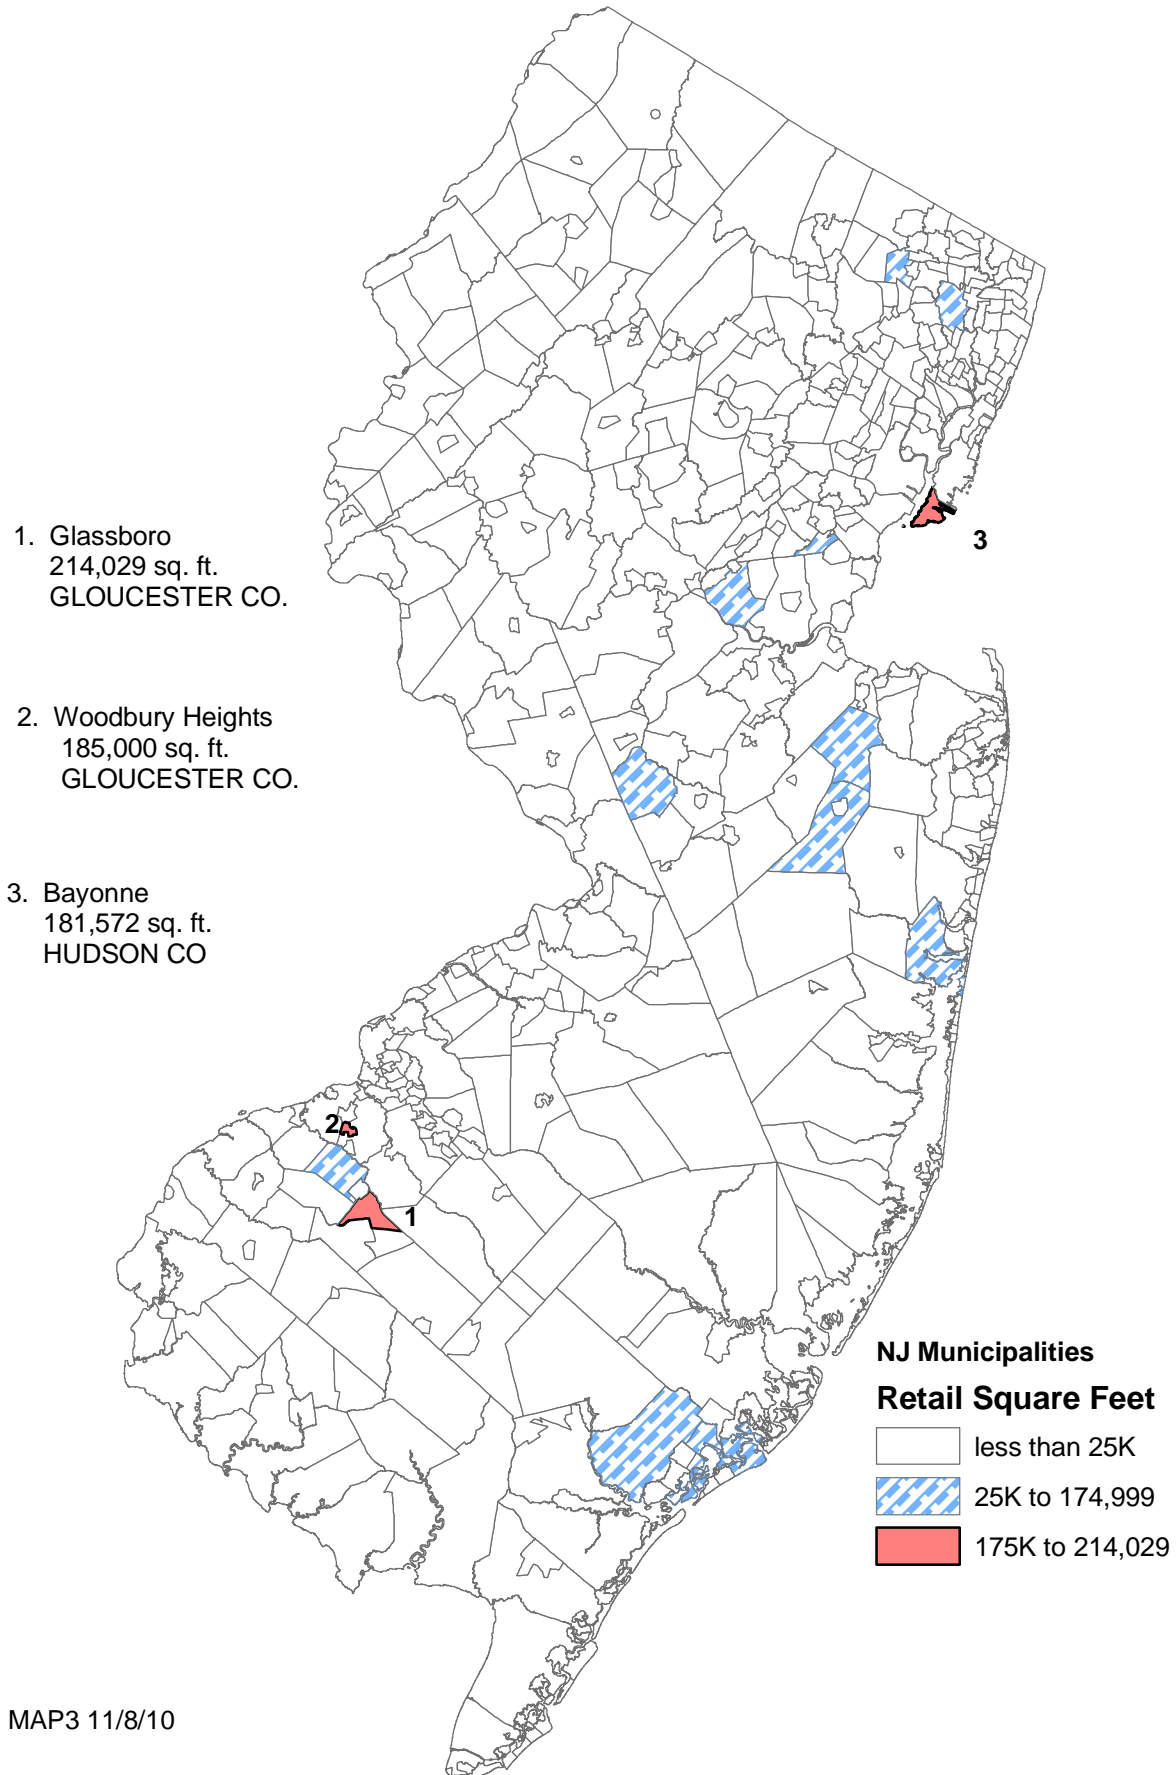 1. Glassboro
214,029 sq. ft.
GLOUCESTER CO.
2. Woodbury Heights
185,000 sq. ft.
GLOUCESTER CO.
3. Bayonne
181,572 sq. ft.
HUDSON CO
3
2
1
NJ Municipalities
Retail Square Feet
less than 25K
25K to 174,999
175K to 214,029
MAP3 11/8/10